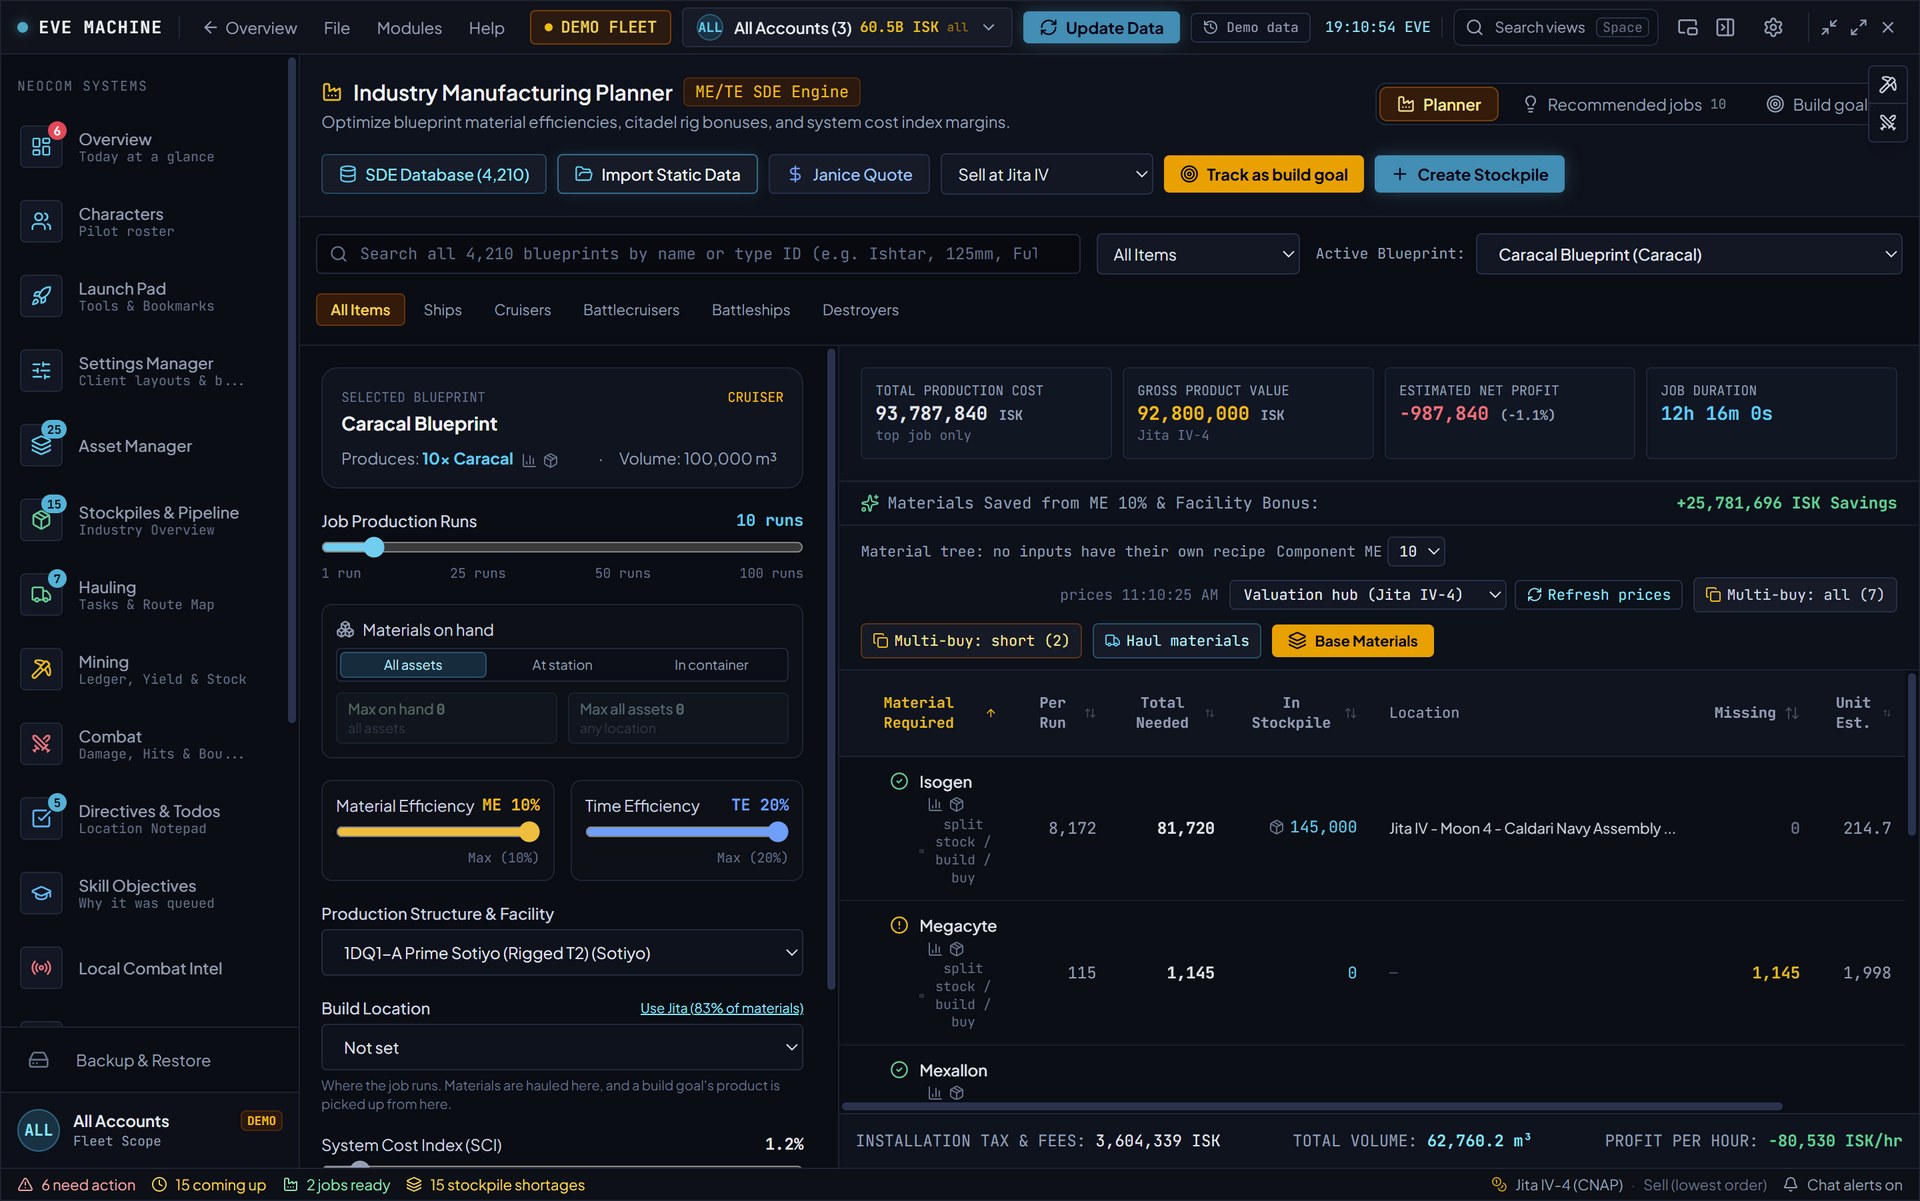 EVE MACHINE
Overview
File
Modules
Help
DEMO FLEET
ALL All Accounts (3) 60.5B ISK all
Update Data
Demo data
19:10:54 EVE
Search views Space
NEOCOM SYSTEMS
6
Overview
Today at a glance
Characters
Pilot roster
Launch Pad
Tools & Bookmarks
Settings Manager
Client layouts & b...
25
Asset Manager
15
Stockpiles & Pipeline
Industry Overview
7
Hauling
Tasks & Route Map
Mining
Ledger, Yield & Stock
Combat
Damage, Hits & Bou...
5
Directives & Todos
Location Notepad
Skill Objectives
Why it was queued
Local Combat Intel
Backup & Restore
ALL All Accounts
Fleet Scope
DEMO
Industry Manufacturing Planner
ME/TE SDE Engine
Optimize blueprint material efficiencies, citadel rig bonuses, and system cost index margins.
Planner
Recommended jobs 10
Build goal
SDE Database (4,210)
Import Static Data
Janice Quote
Sell at Jita IV
Track as build goal
Create Stockpile
Search all 4,210 blueprints by name or type ID (e.g. Ishtar, 125mm, Ful
All Items
Active Blueprint:
Caracal Blueprint (Caracal)
All Items
Ships
Cruisers
Battlecruisers
Battleships
Destroyers
SELECTED BLUEPRINT
CRUISER
Caracal Blueprint
Produces: 10× Caracal
· Volume: 100,000 m³
Job Production Runs
10 runs
1 run
25 runs
50 runs
100 runs
Materials on hand
All assets
At station
In container
Max on hand 0
all assets
Max all assets 0
any location
Material Efficiency ME 10%
Max (10%)
Time Efficiency TE 20%
Max (20%)
Production Structure & Facility
1DQ1-A Prime Sotiyo (Rigged T2) (Sotiyo)
Build Location
Use Jita (83% of materials)
Not set
Where the job runs. Materials are hauled here, and a build goal's product is
picked up from here.
System Cost Index (SCI)
1.2%
TOTAL PRODUCTION COST
93,787,840 ISK
top job only
GROSS PRODUCT VALUE
92,800,000 ISK
Jita IV-4
ESTIMATED NET PROFIT
-987,840 (-1.1%)
JOB DURATION
12h 16m 0s
Materials Saved from ME 10% & Facility Bonus:
+25,781,696 ISK Savings
Material tree: no inputs have their own recipe Component ME 10
prices 11:10:25 AM
Valuation hub (Jita IV-4)
Refresh prices
Multi-buy: all (7)
Multi-buy: short (2)
Haul materials
Base Materials
Material Required
Per Run
Total Needed
In Stockpile
Location
Missing
Unit Est.
Isogen
split
stock /
build /
buy
8,172
81,720
145,000
Jita IV - Moon 4 - Caldari Navy Assembly ...
0
214.7
Megacyte
split
stock /
build /
buy
115
1,145
0
—
1,145
1,998
Mexallon
INSTALLATION TAX & FEES: 3,604,339 ISK
TOTAL VOLUME: 62,760.2 m³
PROFIT PER HOUR: -80,530 ISK/hr
6 need action
15 coming up
2 jobs ready
15 stockpile shortages
Jita IV-4 (CNAP) · Sell (lowest order)
Chat alerts on